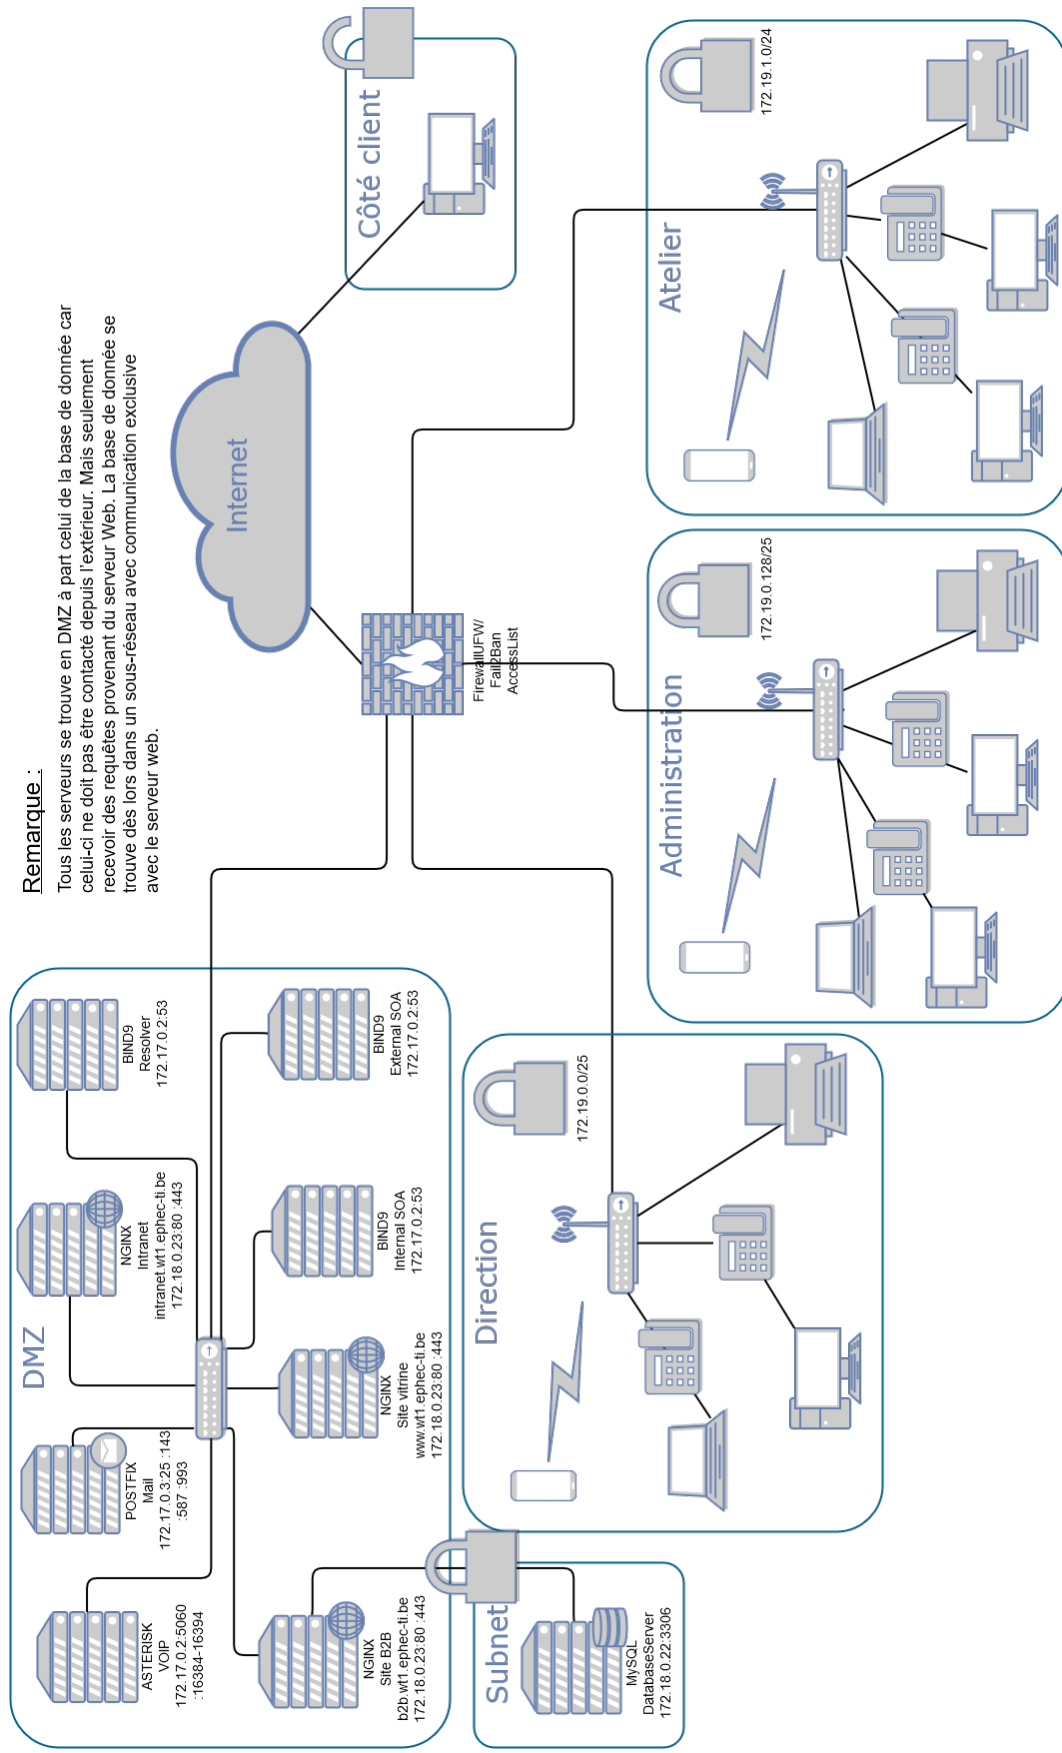 Remarque :
Tous les serveurs se trouve en DMZ à part celui de la base de donnée car
celui-ci ne doit pas être contacté depuis l'extérieur. Mais seulement
recevoir des requêtes provenant du serveur Web. La base de donnée se
trouve dès lors dans un sous-réseau avec communication exclusive
avec le serveur web.
DMZ
ASTERISK
VOIP
172.17.0.2:5060
:16384-16394
POSTFIX
Mail
172.17.0.3:25 :143
:587 :993
NGINX
Intranet
intranet.wt1.ephec-ti.be
172.18.0.23:80 :443
BIND9
Resolver
172.17.0.2:53
NGINX
Site B2B
b2b.wt1.ephec-ti.be
172.18.0.23:80 :443
NGINX
Site vitrine
www.wt1.ephec-ti.be
172.18.0.23:80 :443
BIND9
Internal SOA
172.17.0.2:53
BIND9
External SOA
172.17.0.2:53
Internet
Côté client
FirewallUFW/
Fail2Ban
AccessList
Subnet
MySQL
DatabaseServer
172.18.0.22:3306
Direction
172.19.0.0/25
Administration
172.19.0.128/25
Atelier
172.19.1.0/24